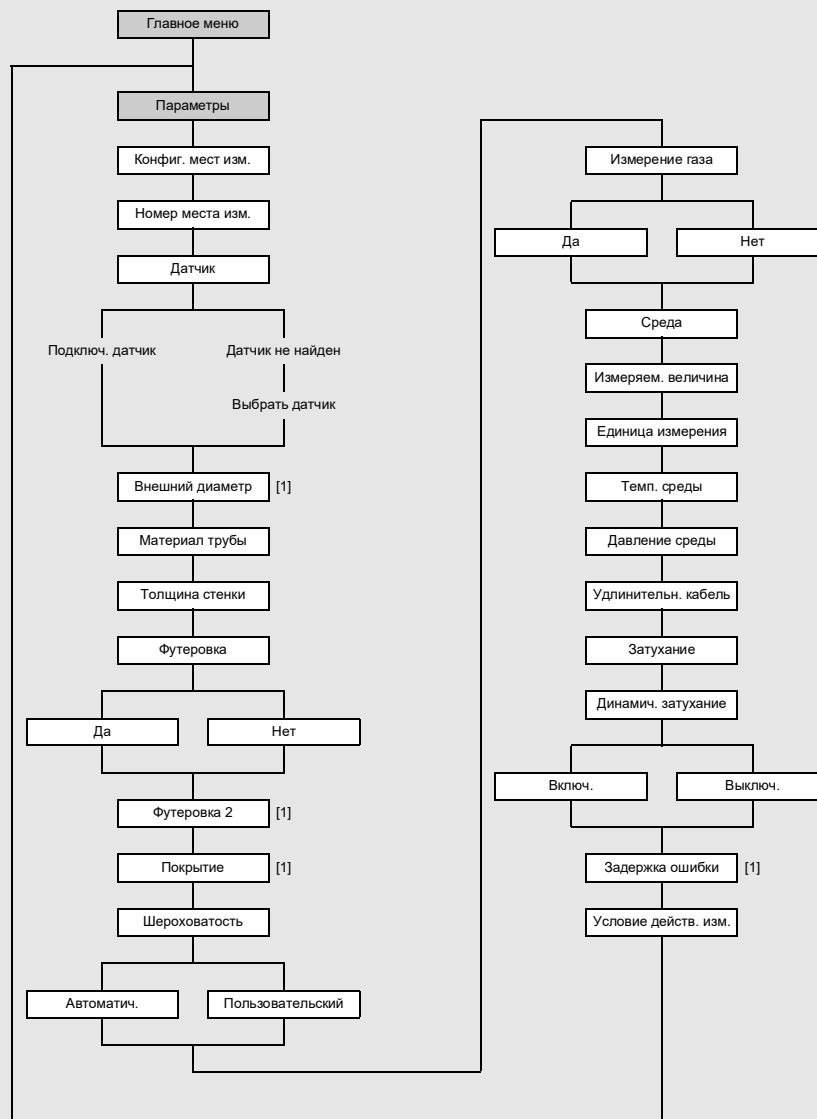 Главное меню
Параметры
Конфиг. мест изм.
Номер места изм.
Датчик
Подключ. датчик
Датчик не найден
Выбрать датчик
Внешний диаметр [1]
Материал трубы
Толщина стенки
Футеровка
Да
Нет
Футеровка 2 [1]
Покрытие [1]
Шероховатость
Автоматич.
Пользовательский
Измерение газа
Да
Нет
Среда
Измеряем. величина
Единица измерения
Темп. среды
Давление среды
Удлинительн. кабель
Затухание
Динамич. затухание
Включ.
Выключ.
Задержка ошибки [1]
Условие действ. изм.